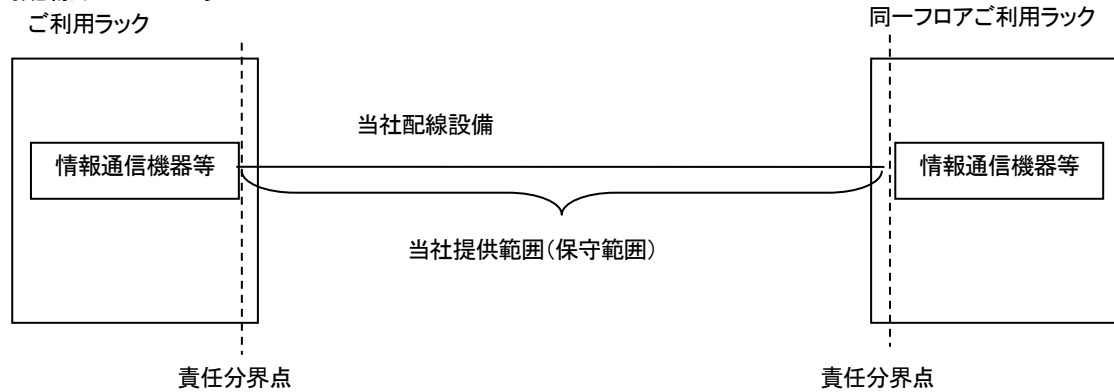 ご利用ラック
同一フロアご利用ラック
当社配線設備
情報通信機器等
情報通信機器等
当社提供範囲(保守範囲)
責任分界点
責任分界点